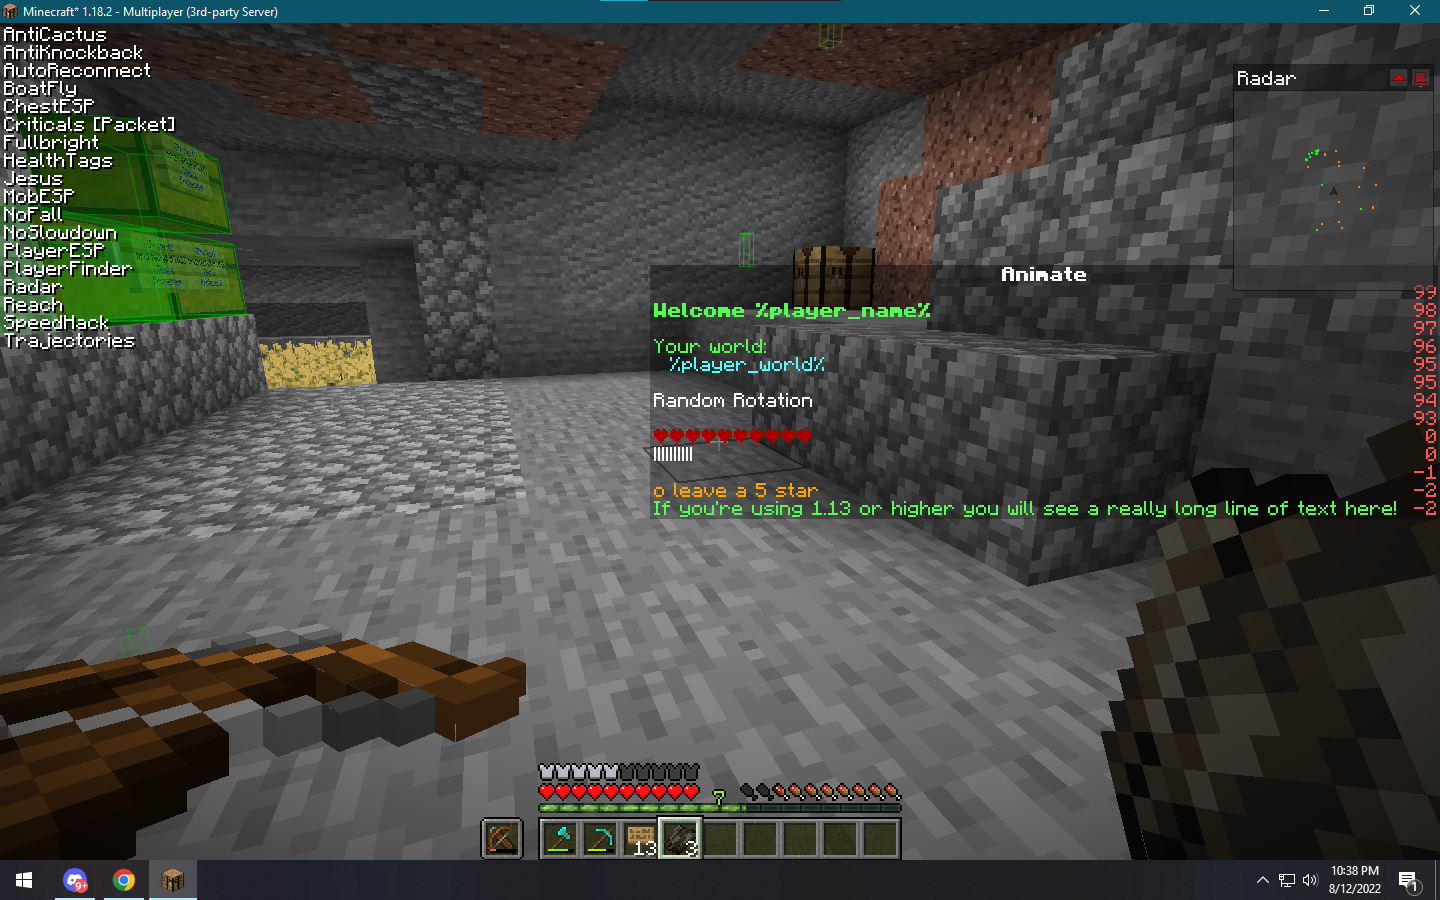 Minecraft* 1.18.2 - Multiplayer (3rd-party Server)
AntiCactus
AntiKnockback
AutoReconnect
BoatFly
ChestESP
Criticals [Packet]
Fullbright
HealthTags
Jesus
MobESP
NoFall
NoSlowdown
PlayerESP
PlayerFinder
Radar
Reach
SpeedHack
Trajectories
Radar
Animate
99
Welcome %player_name% 98
97
Your world: 96
%player_world% 95
95
Random Rotation 94
93
0
0
-1
o leave a 5 star -2
If you're using 1.13 or higher you will see a really long line of text here! -2
7
13
3
9+
10:38 PM
8/12/2022
1